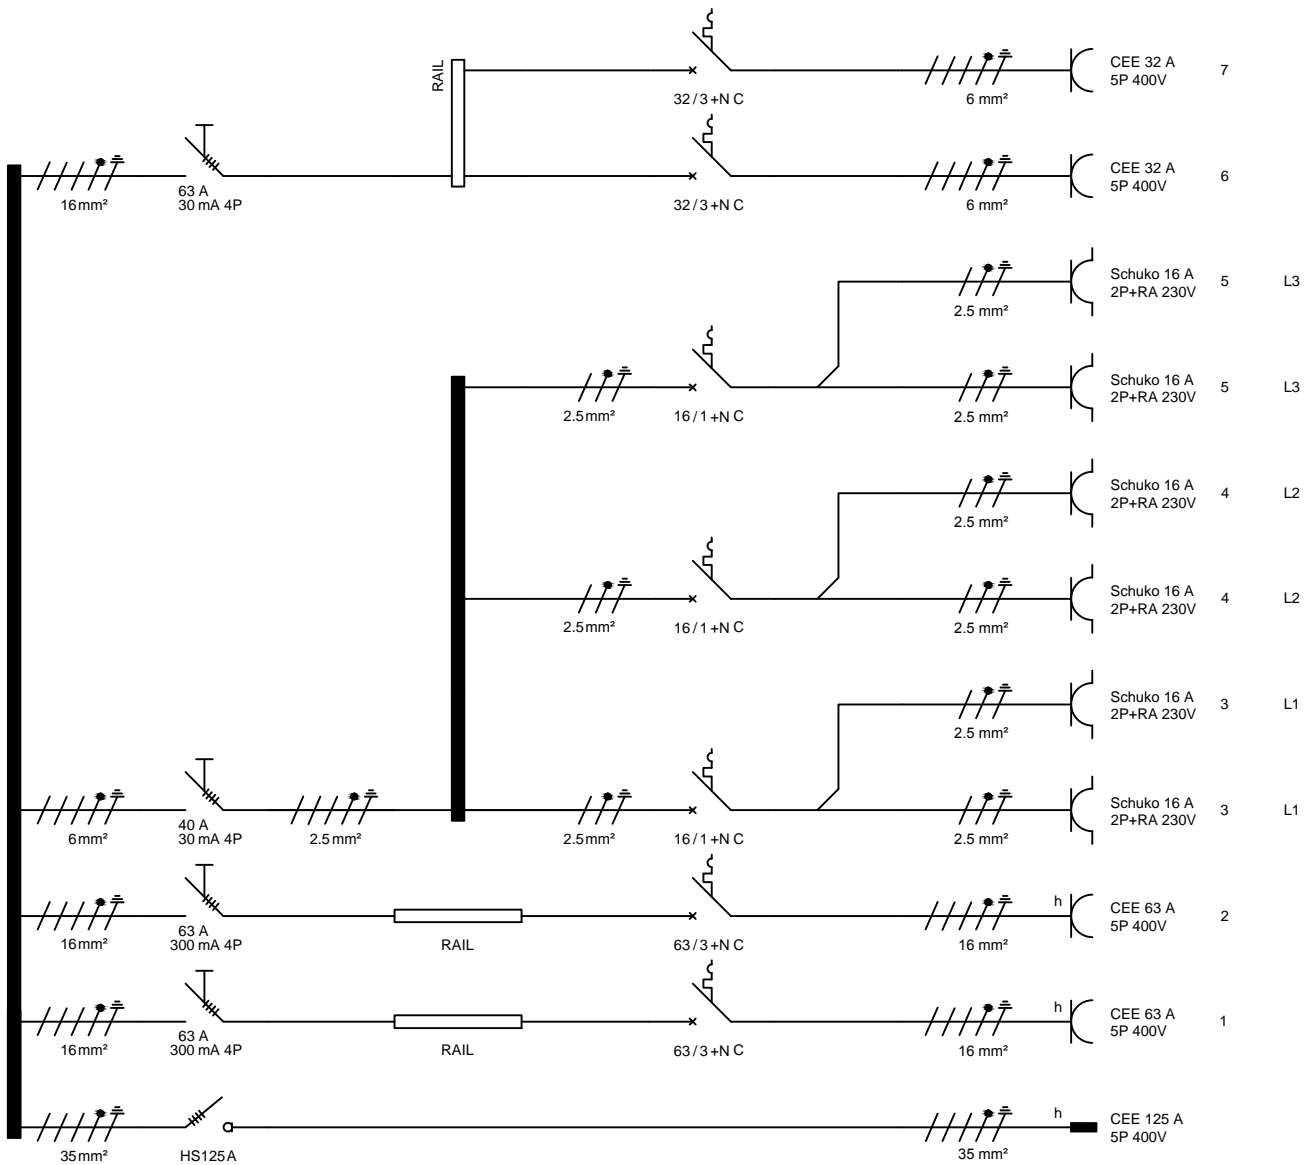 RAIL
CEE 32 A
5P 400V
7
32/3+N C
6 mm²
63 A
30 mA 4P
16mm²
CEE 32 A
5P 400V
6
32/3+N C
6 mm²
Schuko 16 A
2P+RA 230V
5
L3
2.5 mm²
Schuko 16 A
2P+RA 230V
5
L3
2.5mm²
16/1+N C
2.5 mm²
Schuko 16 A
2P+RA 230V
4
L2
2.5 mm²
Schuko 16 A
2P+RA 230V
4
L2
2.5mm²
16/1+N C
2.5 mm²
Schuko 16 A
2P+RA 230V
3
L1
2.5 mm²
Schuko 16 A
2P+RA 230V
3
L1
40 A
30 mA 4P
6mm²
2.5mm²
2.5mm²
16/1+N C
2.5 mm²
h
CEE 63 A
5P 400V
2
63 A
300 mA 4P
16mm²
RAIL
63/3+N C
16 mm²
h
CEE 63 A
5P 400V
1
63 A
300 mA 4P
16mm²
RAIL
63/3+N C
16 mm²
h
CEE 125 A
5P 400V
35mm²
HS125A
35 mm²